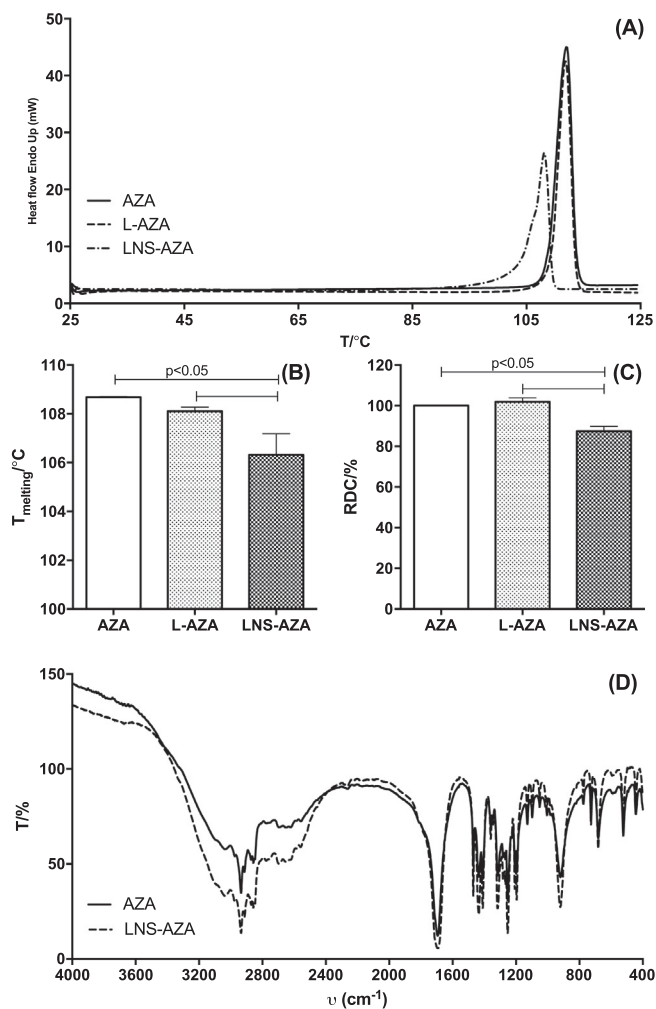 (A)
50
40
30
20
10
0
Heat flow Endo Up (mW)
AZA
L-AZA
LNS-AZA
25 45 65 85 105 125
T/°C
(B)
p<0.05
110
108
106
104
102
100
Tmelting/°C
AZA L-AZA LNS-AZA
(C)
p<0.05
120
100
80
60
40
20
0
RDC/%
AZA L-AZA LNS-AZA
(D)
150
100
50
0
T/%
AZA
LNS-AZA
4000 3600 3200 2800 2400 2000 1600 1200 800 400
υ (cm-1)